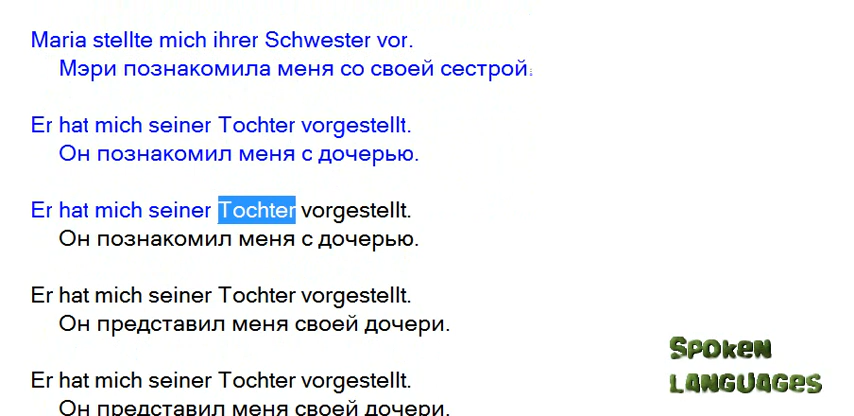 Maria stellte mich ihrer Schwester vor.
Мэри познакомила меня со своей сестрой.
Er hat mich seiner Tochter vorgestellt.
Он познакомил меня с дочерью.
Er hat mich seiner Tochter vorgestellt.
Он познакомил меня с дочерью.
Er hat mich seiner Tochter vorgestellt.
Он представил меня своей дочери.
Er hat mich seiner Tochter vorgestellt.
Он представил меня своей дочери.
Spoken
Languages